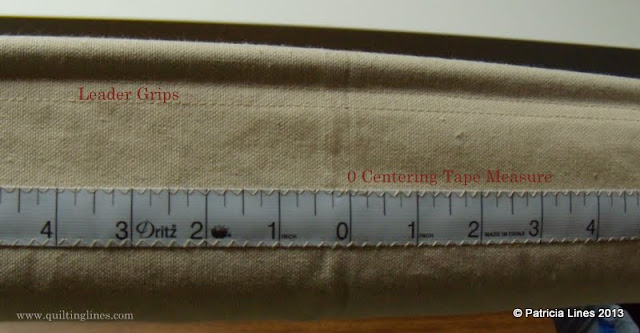 Leader Grips
0 Centering Tape Measure
4 3 Dritz 2 1 INCH 0 1 INCH 2 MADE IN CHINA 3 4
www.quiltinglines.com
© Patricia Lines 2013